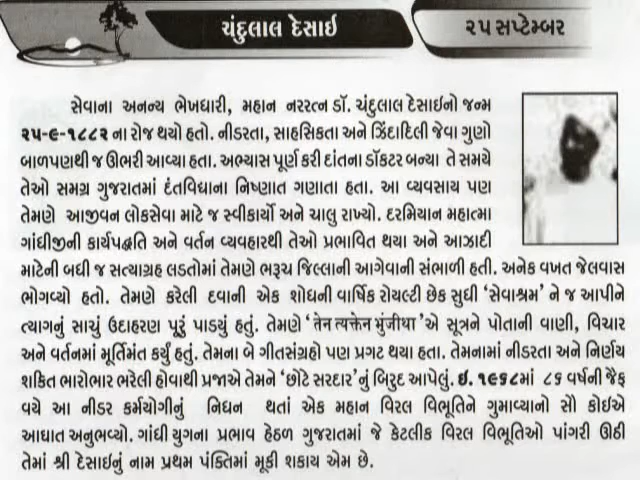 ચંદુલાલ દેસાઇ
૨૫ સપ્ટેમ્બર
સેવાના અનન્ય ભેખધારી, મહાન નરરત્ન ડૉ. ચંદુલાલ દેસાઇનો જન્મ
૨૫-૯-૧૮૮૨ ના રોજ થયો હતો. નીડરતા, સાહસિકતા અને ઝિંદાદિલી જેવા ગુણો
બાળપણથી જ ઊભરી આવ્યા હતા. અભ્યાસ પૂર્ણ કરી દાંતના ડૉકટર બન્યા તે સમયે
તેઓ સમગ્ર ગુજરાતમાં દંતવિદ્યાના નિષ્ણાત ગણાતા હતા. આ વ્યવસાય પણ
તેમણે આજીવન લોકસેવા માટે જ સ્વીકાર્યો અને ચાલુ રાખ્યો. દરમિયાન મહાત્મા
ગાંધીજીની કાર્યપદ્ધતિ અને વર્તન વ્યવહારથી તેઓ પ્રભાવિત થયા અને આઝાદી
માટેની બધી જ સત્યાગ્રહ લડતોમાં તેમણે ભરૂચ જિલ્લાની આગેવાની સંભાળી હતી. અનેક વખત જેલવાસ
ભોગવ્યો હતો. તેમણે કરેલી દવાની એક શોધની વાર્ષિક રોયલ્ટી છેક સુધી ‘સેવાશ્રમ’ ને જ આપીને
ત્યાગનું સાચું ઉદાહરણ પૂરું પાડ્યું હતું. તેમણે ‘तेन त्यक्तेन भुंजीथा’ એ સૂત્રને પોતાની વાણી, વિચાર
અને વર્તનમાં મૂર્તિમંત કર્યું હતું. તેમના બે ગીતસંગ્રહો પણ પ્રગટ થયા હતા. તેમનામાં નીડરતા અને નિર્ણય
શકિત ભારોભાર ભરેલી હોવાથી પ્રજાએ તેમને ‘છોટે સરદાર’નું બિરુદ આપેલું. ઇ. ૧૯૬૮માં ૮૬ વર્ષની જૈફ
વયે આ નીડર કર્મયોગીનું નિધન થતાં એક મહાન વિરલ વિભૂતિને ગુમાવ્યાનો સૌ કોઇએ
આઘાત અનુભવ્યો. ગાંધી યુગના પ્રભાવ હેઠળ ગુજરાતમાં જે કેટલીક વિરલ વિભૂતિઓ પાંગરી ઊઠી
તેમાં શ્રી દેસાઇનું નામ પ્રથમ પંક્તિમાં મૂકી શકાય એમ છે.